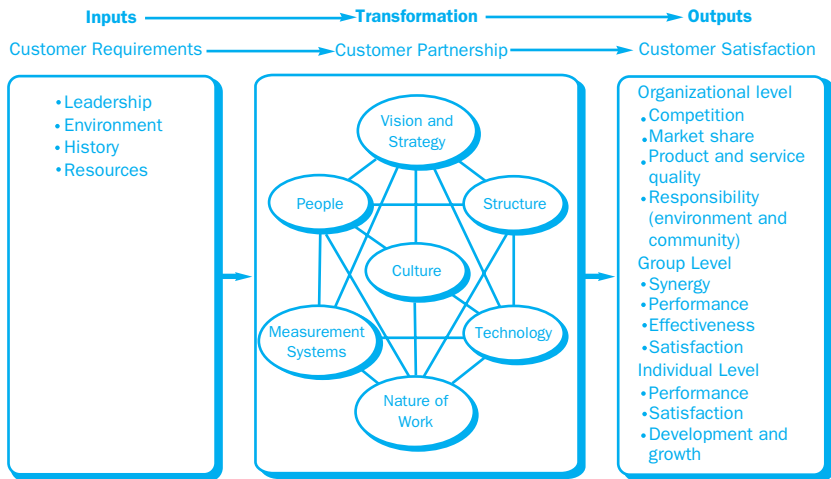 Inputs Transformation Outputs
Customer Requirements Customer Partnership Customer Satisfaction
•Leadership
•Environment
•History
•Resources
Vision and
Strategy
People
Structure
Culture
Measurement
Systems
Technology
Nature of
Work
Organizational level
•Competition
•Market share
•Product and service
quality
•Responsibility
(environment and
community)
Group Level
•Synergy
•Performance
•Effectiveness
•Satisfaction
Individual Level
•Performance
•Satisfaction
•Development and
growth